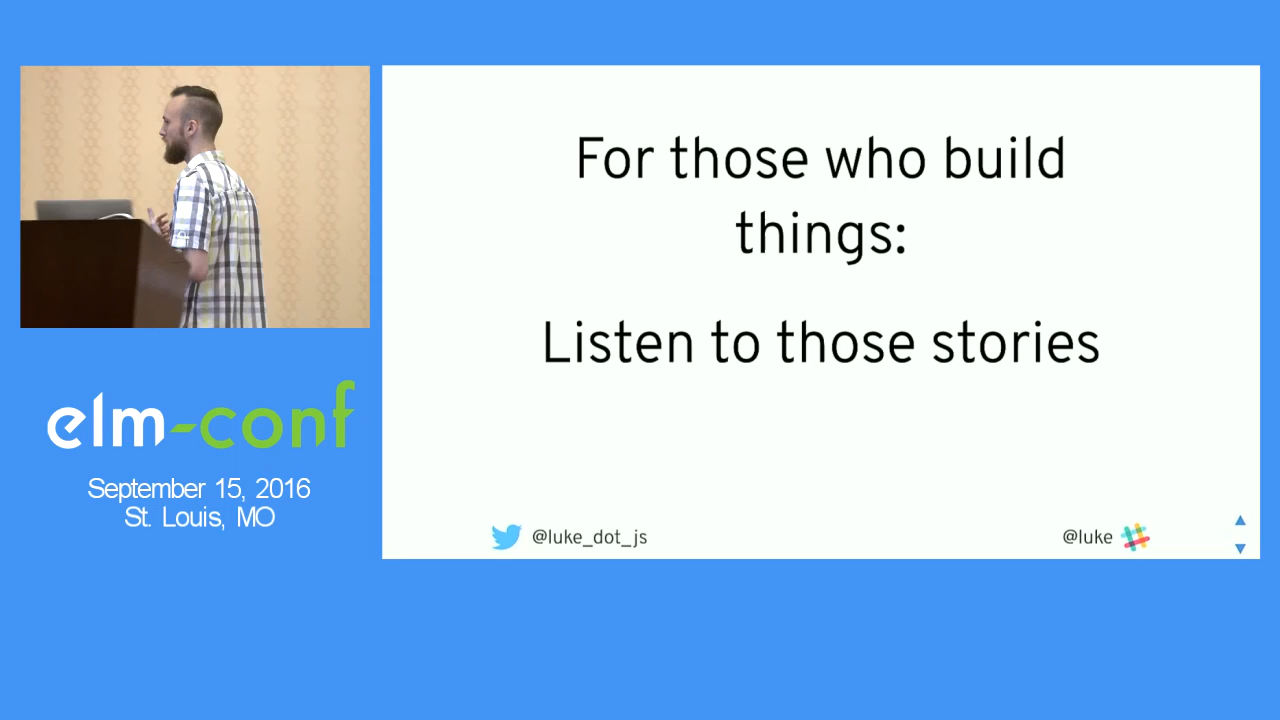 For those who build
things:
Listen to those stories
elm-conf
September 15, 2016
St. Louis, MO
@luke_dot_js
@luke